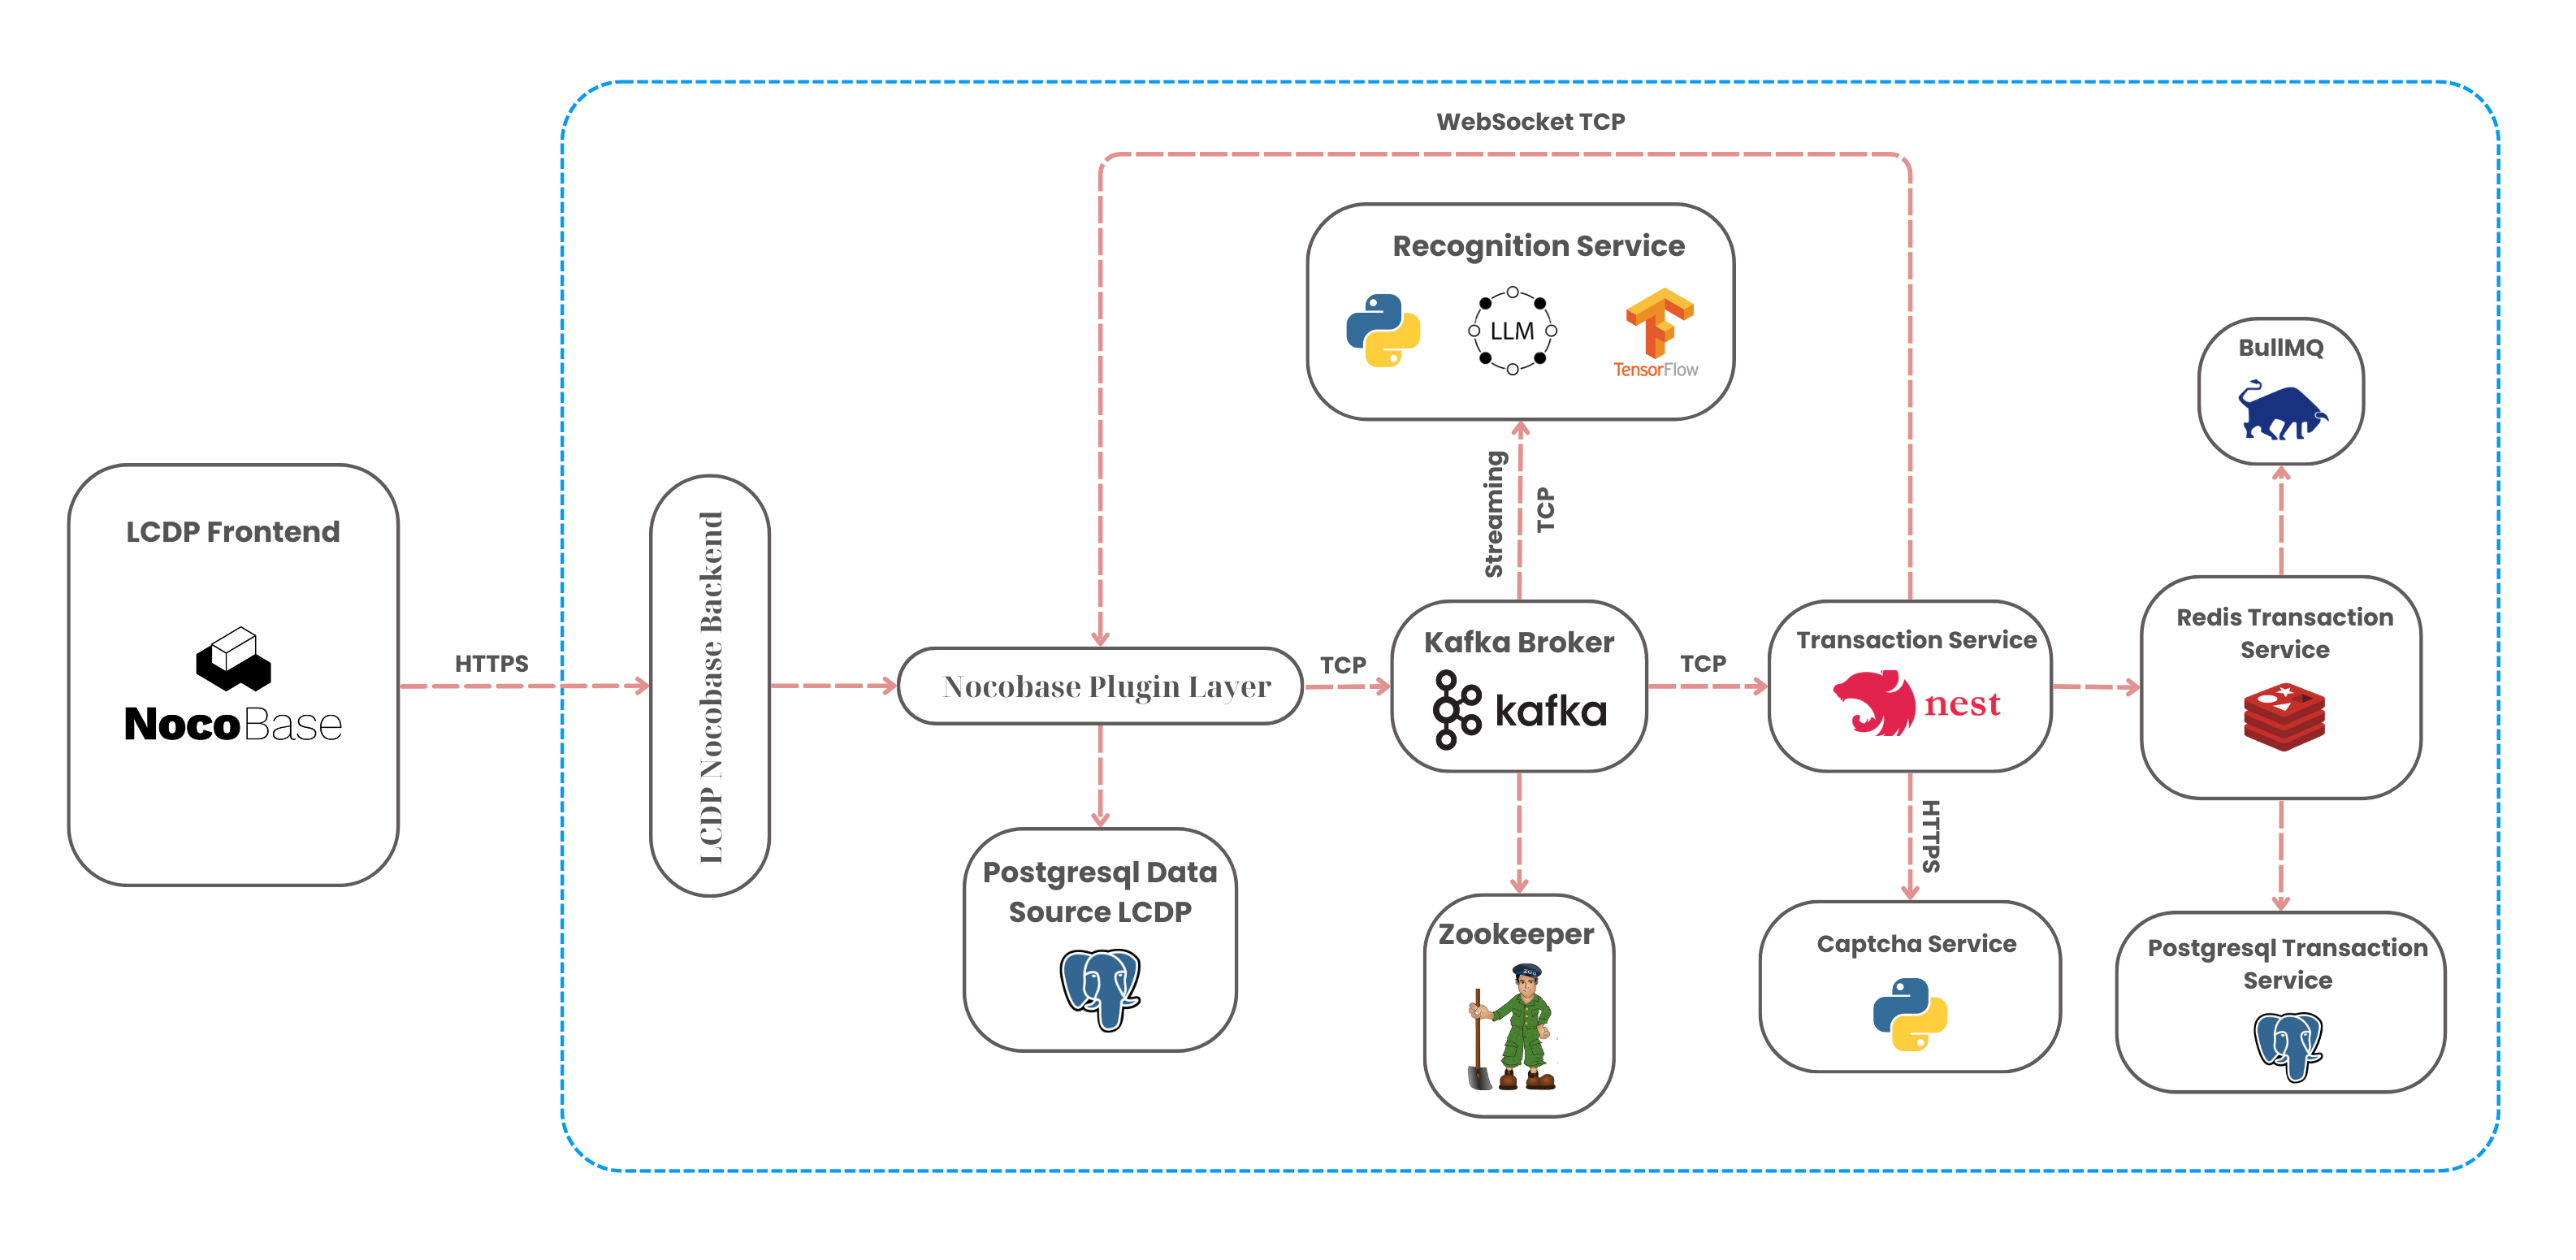 WebSocket TCP
Recognition Service
LLM
TensorFlow
BullMQ
LCDP Frontend
NocoBase
HTTPS
LCDP Nocobase Backend
Nocobase Plugin Layer
TCP
Streaming
TCP
Kafka Broker
kafka
TCP
Transaction Service
nest
Redis Transaction
Service
HTTPS
Postgresql Data
Source LCDP
Zookeeper
ZOO
Captcha Service
Postgresql Transaction
Service